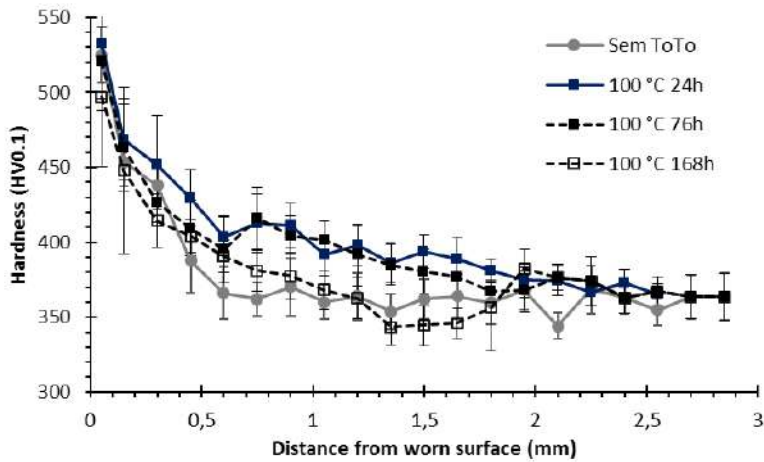 550
500
450
400
350
300
Hardness (HV0.1)
Sem ToTo
100 °C 24h
100 °C 76h
100 °C 168h
0 0,5 1 1,5 2 2,5 3
Distance from worn surface (mm)